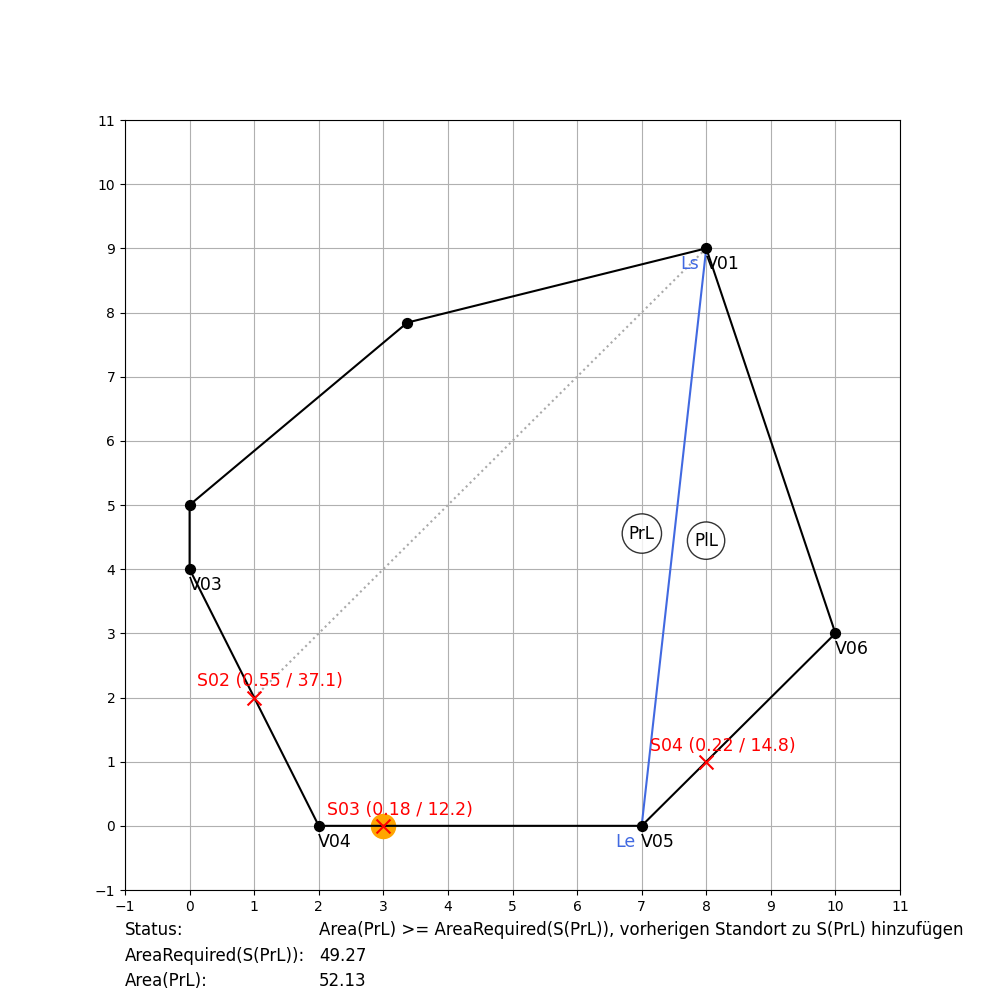 11
10
9
8
7
6
5
4
3
2
1
0
−1
−1 0 1 2 3 4 5 6 7 8 9 10 11
Ls V01
PrL PlL
V03
V06
S02 (0.55 / 37.1)
S04 (0.22 / 14.8)
S03 (0.18 / 12.2)
V04
Le V05
Status: Area(PrL) >= AreaRequired(S(PrL)), vorherigen Standort zu S(PrL) hinzufügen
AreaRequired(S(PrL)): 49.27
Area(PrL): 52.13